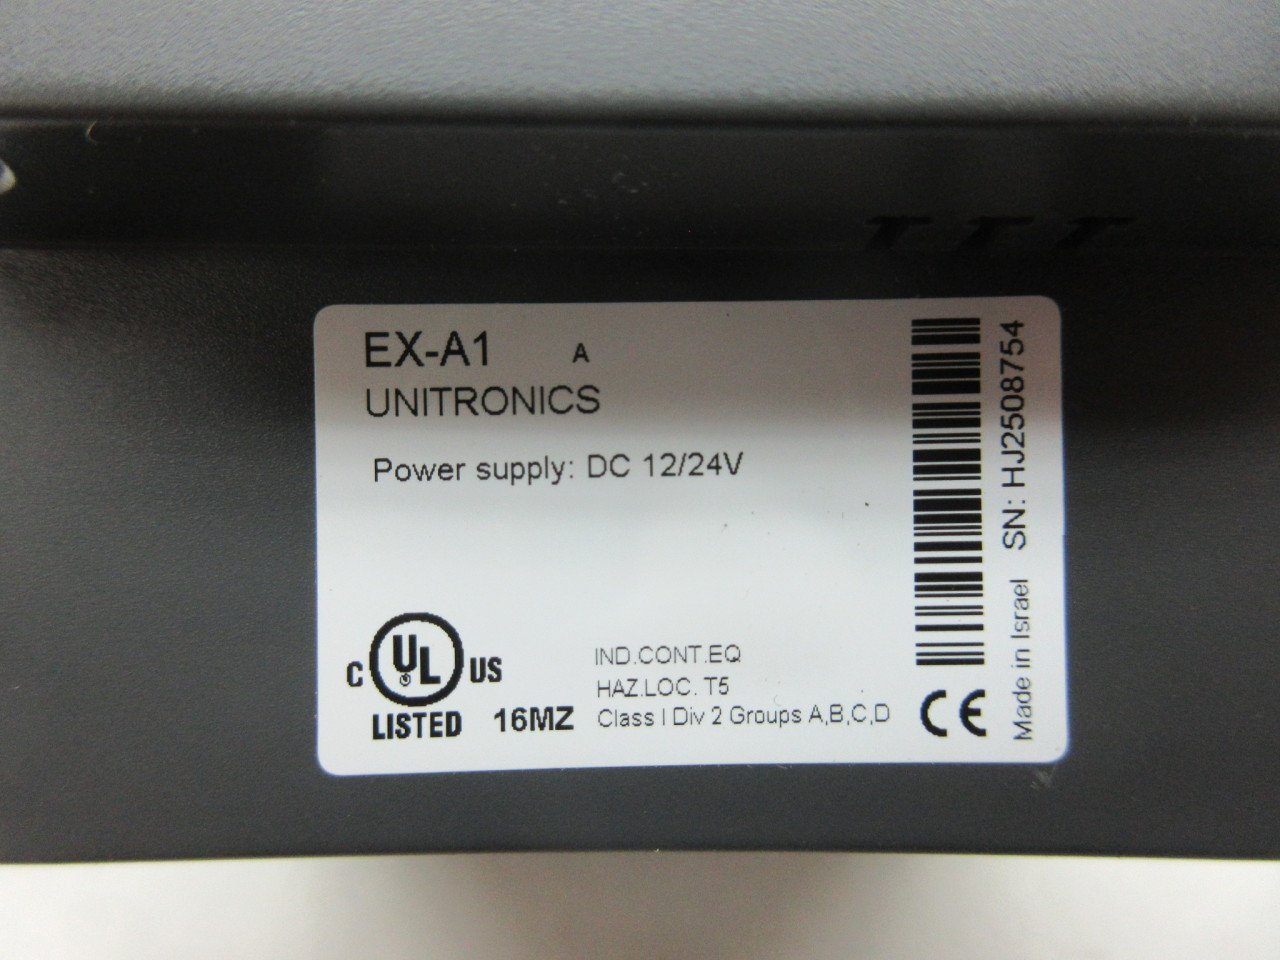 EX-A1 A
UNITRONICS
Power supply: DC 12/24V
C UL US
LISTED 16MZ
IND.CONT.EQ
HAZ.LOC. T5
Class I Div 2 Groups A,B,C,D
CE
SN: HJ2508754
Made in Israel